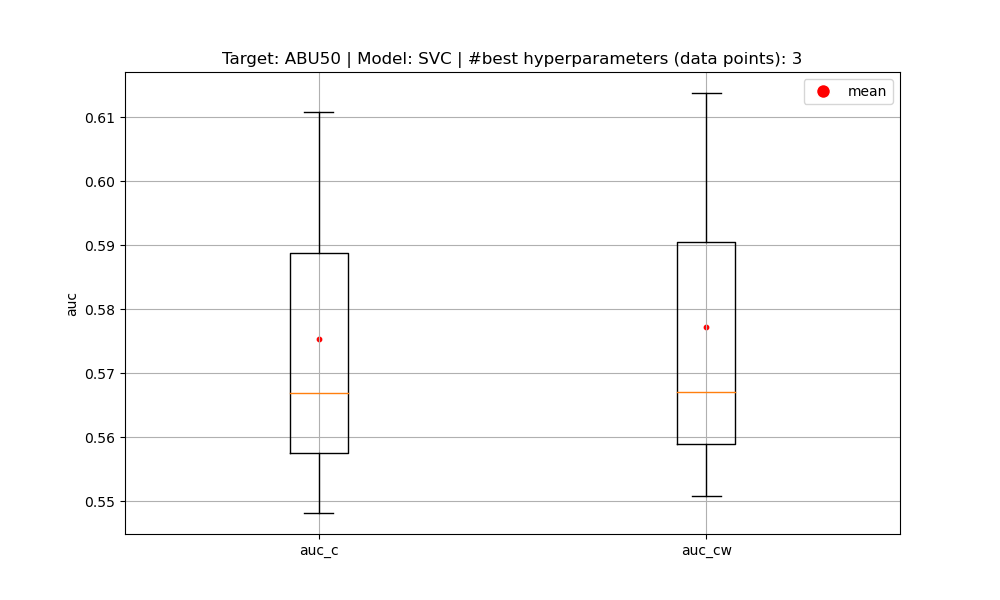 Target: ABU50 | Model: SVC | #best hyperparameters (data points): 3
mean
0.61
0.60
0.59
0.58
0.57
0.56
0.55
auc
auc_c
auc_cw